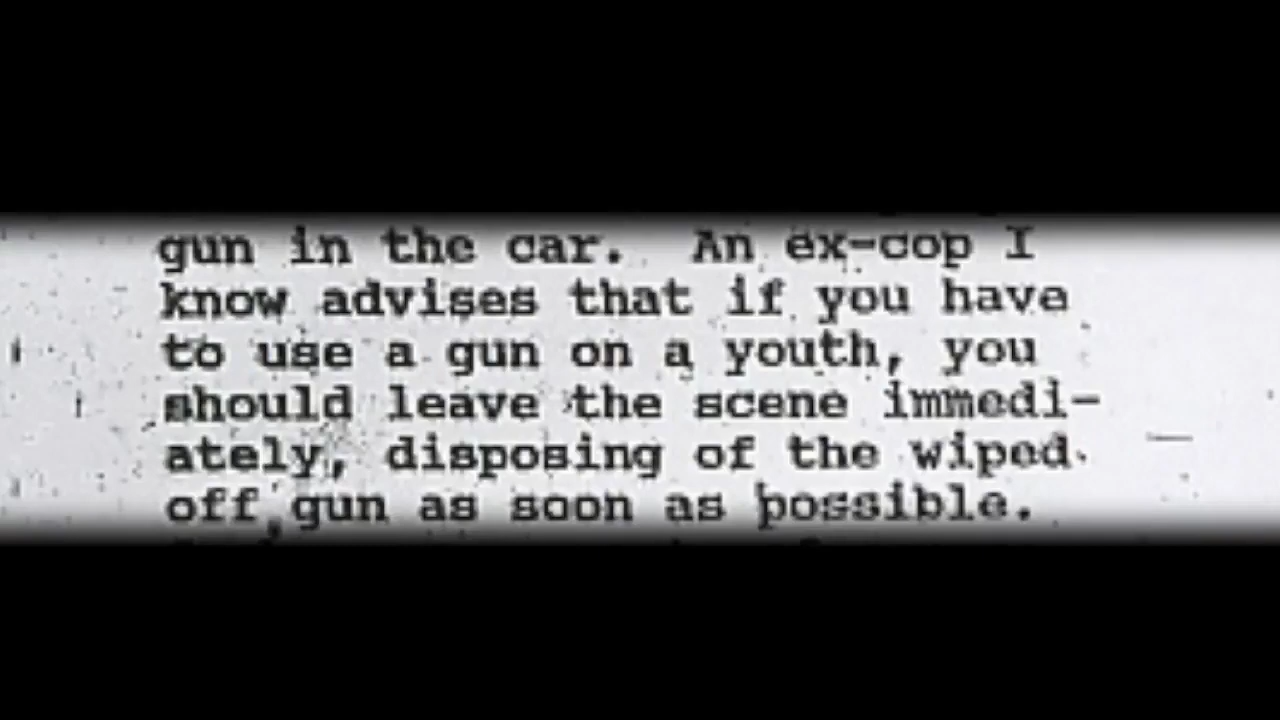 gun in the car. An ex-cop I
know advises that if you have
to use a gun on a youth, you
should leave the scene immedi-
ately, disposing of the wiped
off gun as soon as possible.